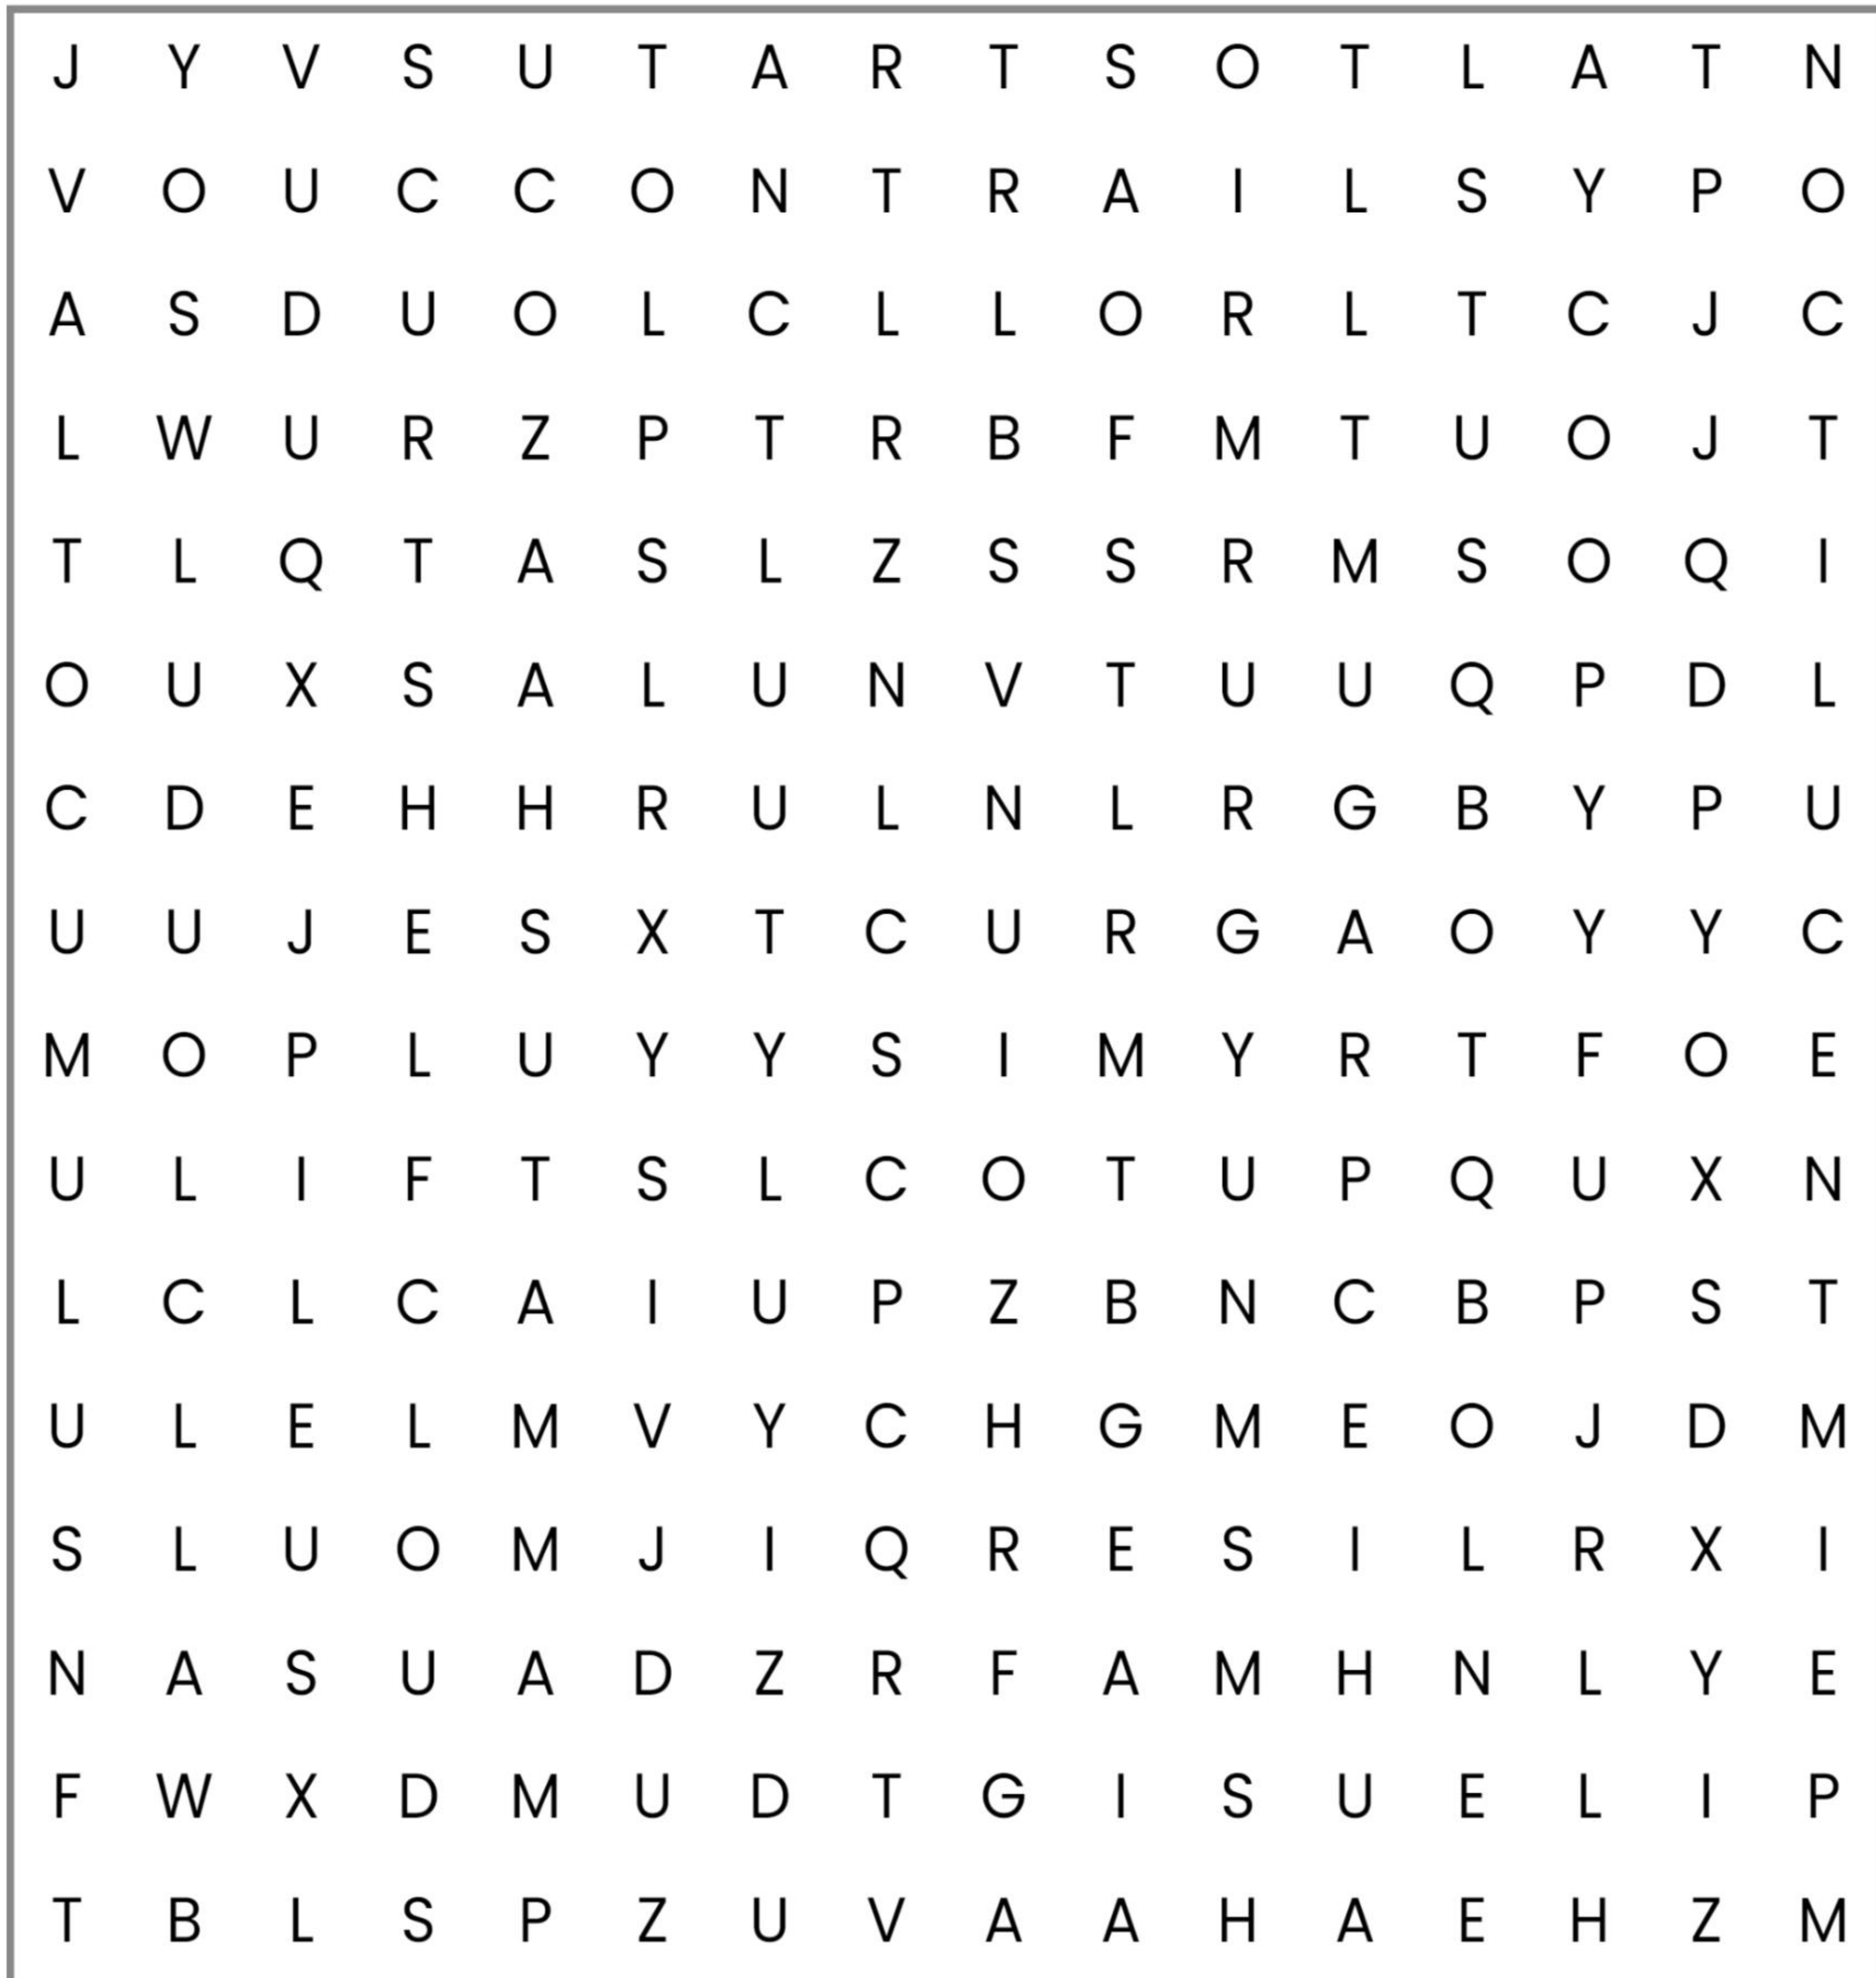 J Y V S U T A R T S O T L A T N
V O U C C O N T R A I L S Y P O
A S D U O L C L L O R L T C J C
L W U R Z P T R B F M T U O J T
T L Q T A S L Z S S R M S O Q I
O U X S A L U N V T U U Q P D L
C D E H H R U L N L R G B Y P U
U U J E S X T C U R G A O Y Y C
M O P L U Y Y S I M Y R T F O E
U L I F T S L C O T U P Q U X N
L C L C A I U P Z B N C B P S T
U L E L M V Y C H G M E O J D M
S L U O M J I Q R E S I L R X I
N A S U A D Z R F A M H N L Y E
F W X D M U D T G I S U E L I P
T B L S P Z U V A A H A E H Z M